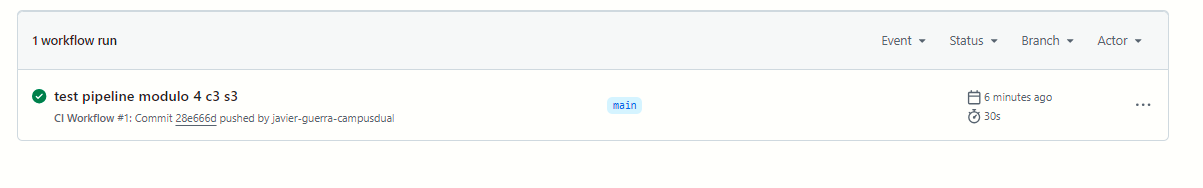 1 workflow run
Event
Status
Branch
Actor
test pipeline modulo 4 c3 s3
main
6 minutes ago
CI Workflow #1: Commit 28e666d pushed by javier-guerra-campusdual
30s